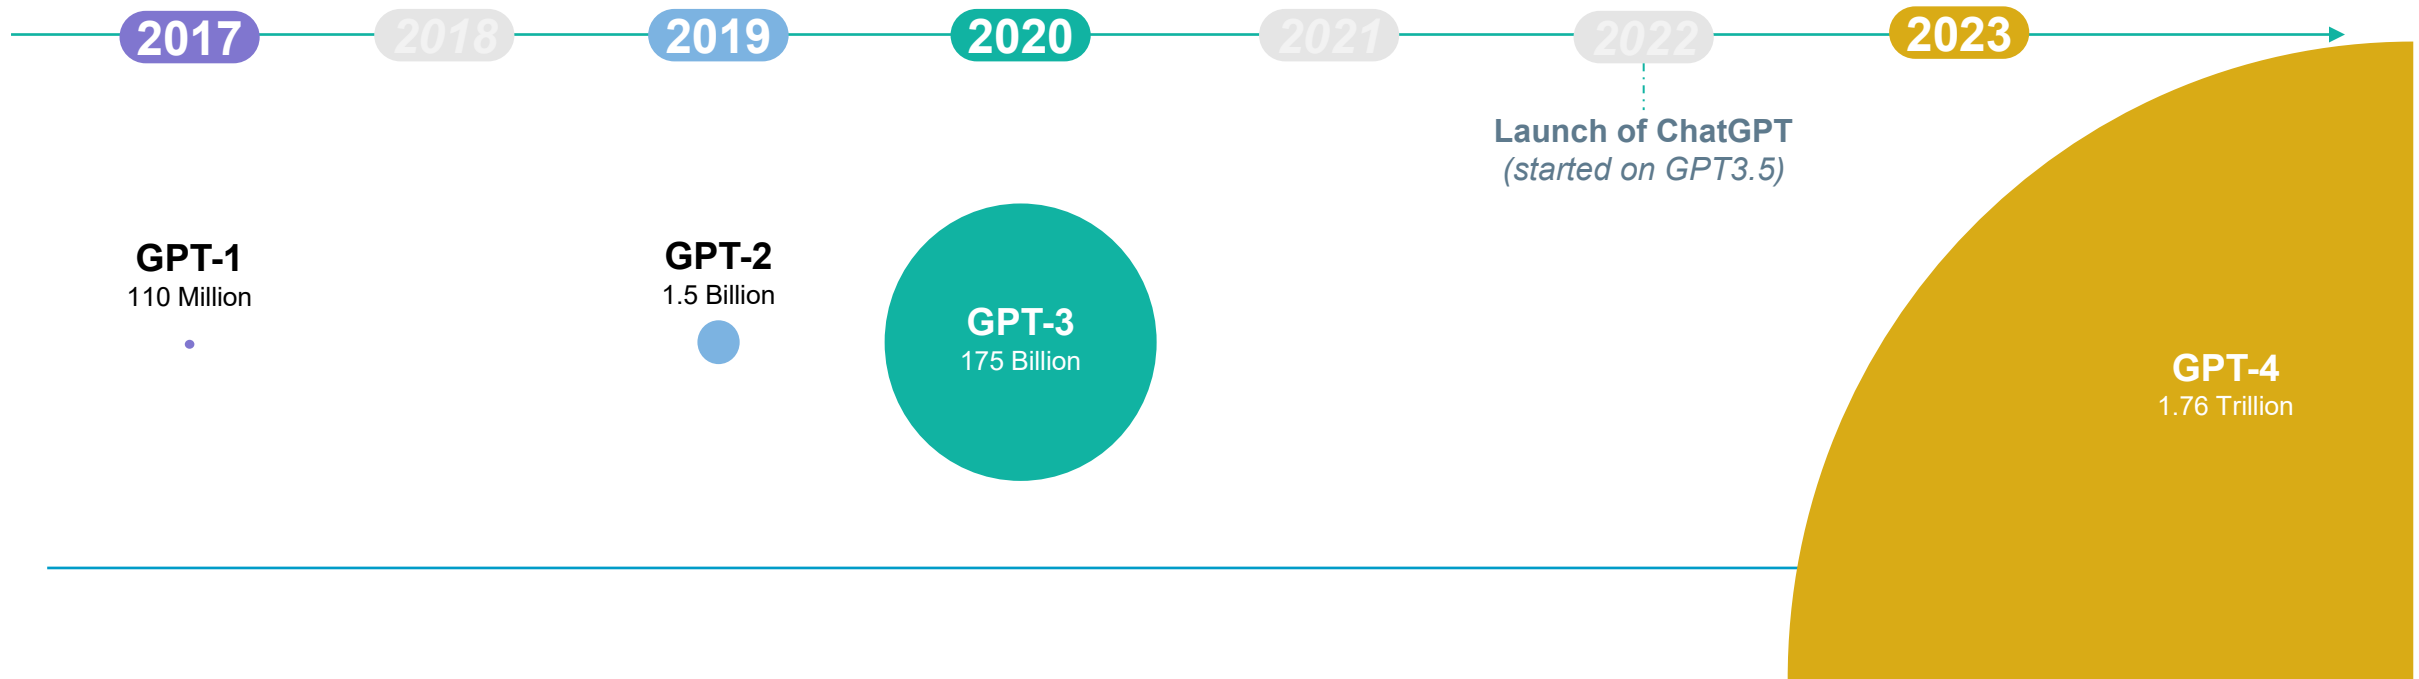 2017
2018
2019
2020
2021
2022
2023
Launch of ChatGPT
(started on GPT3.5)
GPT-1
110 Million
GPT-2
1.5 Billion
GPT-3
175 Billion
GPT-4
1.76 Trillion